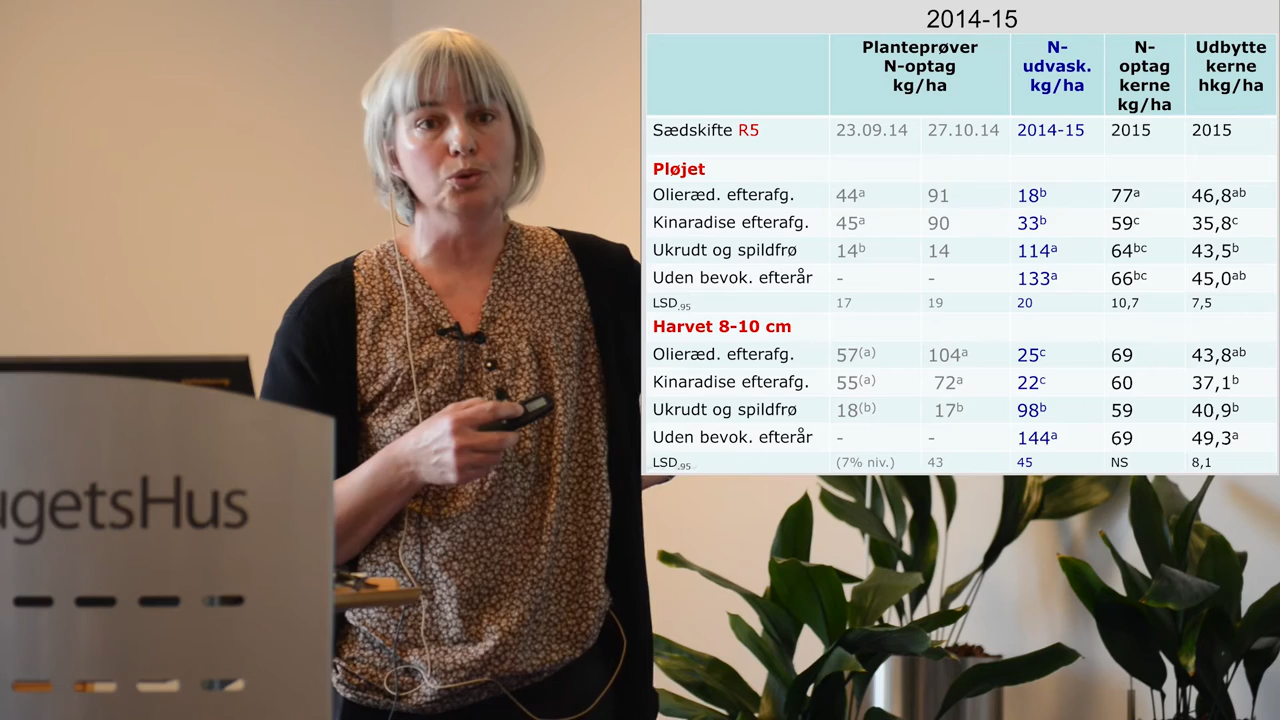 2014-15
Planteprøver N-optag kg/ha N-udvask. kg/ha N-optag kerne kg/ha Udbytte kerne hkg/ha
Sædskifte R5 23.09.14 27.10.14 2014-15 2015 2015
Pløjet
Olieræd. efterafg. 44ᵃ 91 18ᵇ 77ᵃ 46,8ᵃᵇ
Kinaradise efterafg. 45ᵃ 90 33ᵇ 59ᶜ 35,8ᶜ
Ukrudt og spildfrø 14ᵇ 14 114ᵃ 64ᵇᶜ 43,5ᵇ
Uden bevok. efterår - - 133ᵃ 66ᵇᶜ 45,0ᵃᵇ
LSD.95 17 19 20 10,7 7,5
Harvet 8-10 cm
Olieræd. efterafg. 57⁽ᵃ⁾ 104ᵃ 25ᶜ 69 43,8ᵃᵇ
Kinaradise efterafg. 55⁽ᵃ⁾ 72ᵃ 22ᶜ 60 37,1ᵇ
Ukrudt og spildfrø 18⁽ᵇ⁾ 17ᵇ 98ᵇ 59 40,9ᵇ
Uden bevok. efterår - - 144ᵃ 69 49,3ᵃ
LSD.95 (7% niv.) 43 45 NS 8,1
ugetsHus